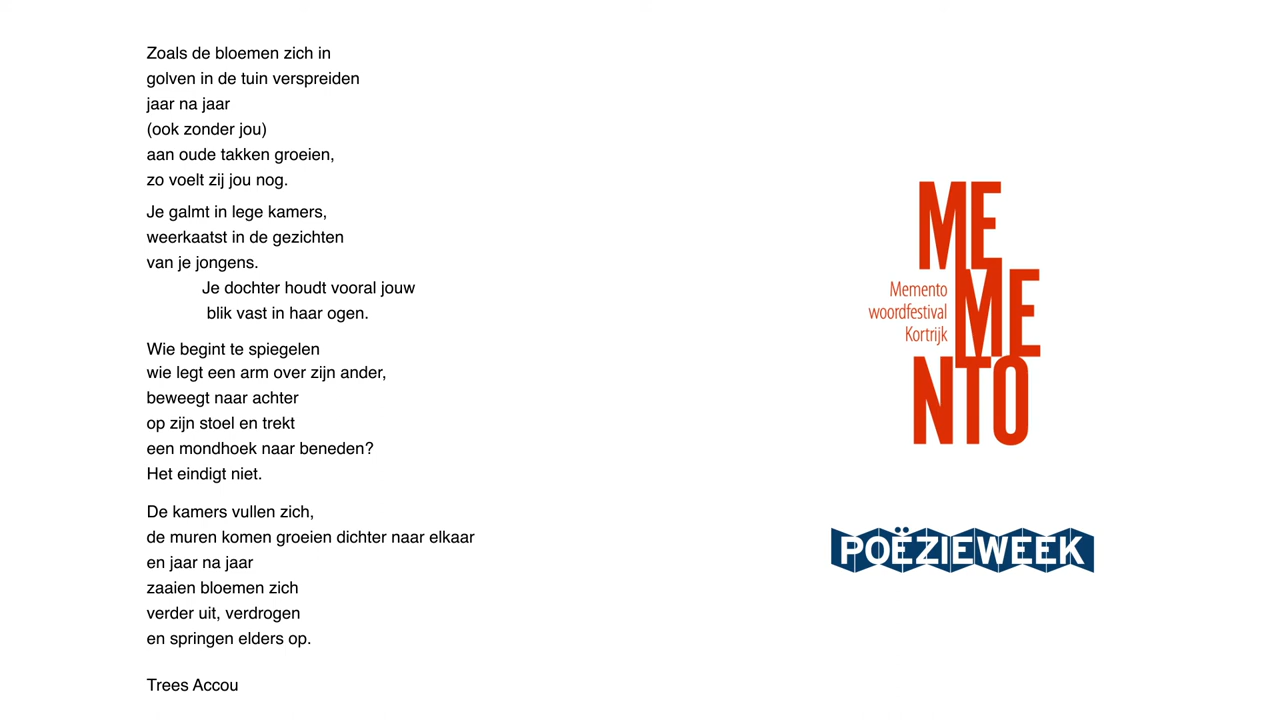 Zoals de bloemen zich in
golven in de tuin verspreiden
jaar na jaar
(ook zonder jou)
aan oude takken groeien,
zo voelt zij jou nog.
Je galmt in lege kamers,
weerkaatst in de gezichten
van je jongens.
Je dochter houdt vooral jouw
blik vast in haar ogen.
Wie begint te spiegelen
wie legt een arm over zijn ander,
beweegt naar achter
op zijn stoel en trekt
een mondhoek naar beneden?
Het eindigt niet.
De kamers vullen zich,
de muren komen groeien dichter naar elkaar
en jaar na jaar
zaaien bloemen zich
verder uit, verdrogen
en springen elders op.
Trees Accou
ME
ME
NTO
Memento
woordfestival
Kortrijk
POËZIEWEEK